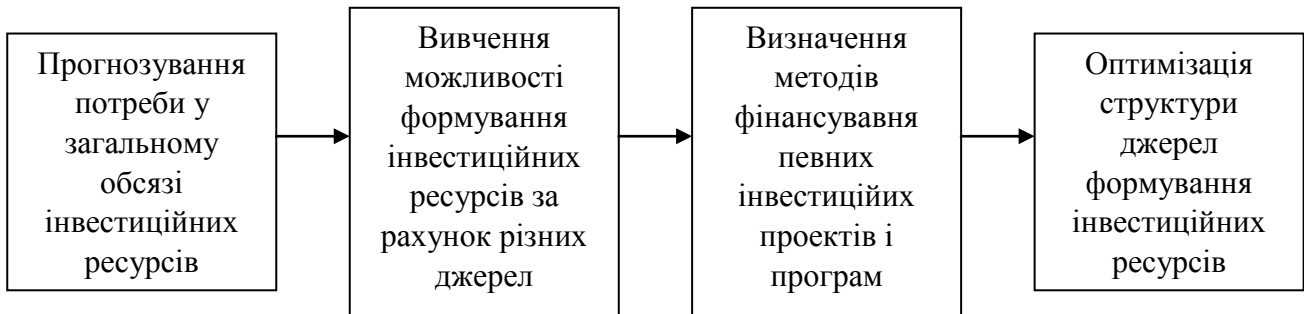 Прогнозування
потреби у
загальному
обсязі
інвестиційних
ресурсів
Вивчення
можливості
формування
інвестиційних
ресурсів за
рахунок різних
джерел
Визначення
методів
фінансувавня
певних
інвестиційих
проектів і
програм
Оптимізація
структури
джерел
формування
інвестиційних
ресурсів